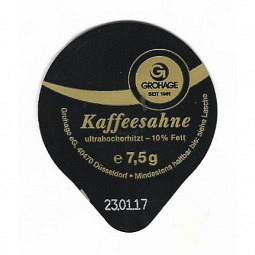 G
GROHAGE
SEIT 1981
Kaffeesahne
ultrahocherhitzt – 10% Fett
Grohage eG, 40470 Düsseldorf • Mindestens haltbar bis: siehe Lasche
e 7,5g
23.01.17